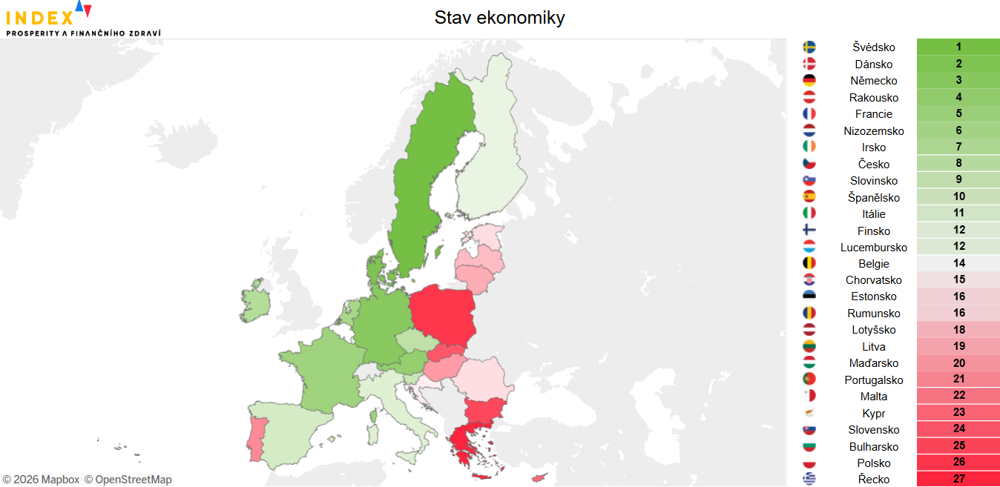 INDEX
PROSPERITY A FINANČNÍHO ZDRAVÍ
Stav ekonomiky
Švédsko 1
Dánsko 2
Německo 3
Rakousko 4
Francie 5
Nizozemsko 6
Irsko 7
Česko 8
Slovinsko 9
Španělsko 10
Itálie 11
Finsko 12
Lucembursko 12
Belgie 14
Chorvatsko 15
Estonsko 16
Rumunsko 16
Lotyšsko 18
Litva 19
Maďarsko 20
Portugalsko 21
Malta 22
Kypr 23
Slovensko 24
Bulharsko 25
Polsko 26
Řecko 27
© 2026 Mapbox © OpenStreetMap